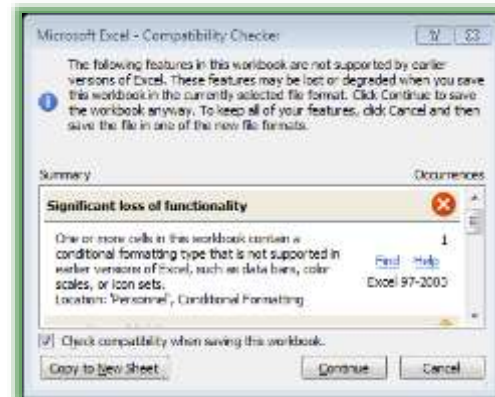 Microsoft Excel - Compatibility Checker
The following features in this workbook are not supported by earlier
versions of Excel. These features may be lost or degraded when you save
this workbook in the currently selected file format. Click Continue to save
the workbook anyway. To keep all of your features, click Cancel and then
save the file in one of the new file formats.
Summary Occurrences
Significant loss of functionality
One or more cells in this workbook contain a 1
conditional formatting type that is not supported in Find Help
earlier versions of Excel, such as data bars, color Excel 97-2003
scales, or icon sets.
Location: 'Personnel', Conditional Formatting
Check compatibility when saving this workbook.
Copy to New Sheet Continue Cancel